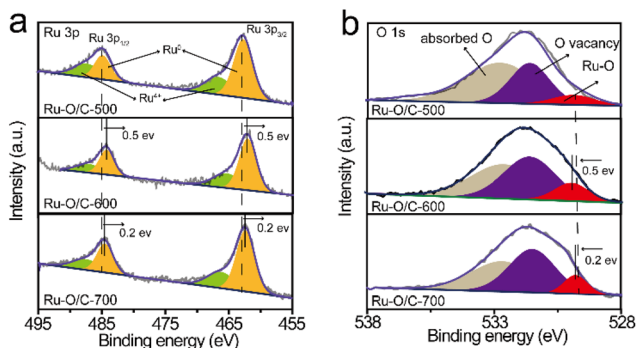 a
Ru 3p
Ru 3p1/2
Ru0
Ru 3p3/2
Ru4+
Ru-O/C-500
0.5 ev
0.5 ev
Ru-O/C-600
0.2 ev
0.2 ev
Ru-O/C-700
Intensity (a.u.)
495 485 475 465 455
Binding energy (eV)
b
O 1s
absorbed O
O vacancy
Ru-O
Ru-O/C-500
0.5 ev
Ru-O/C-600
0.2 ev
Ru-O/C-700
Intensity (a.u.)
538 533 528
Binding energy (eV)